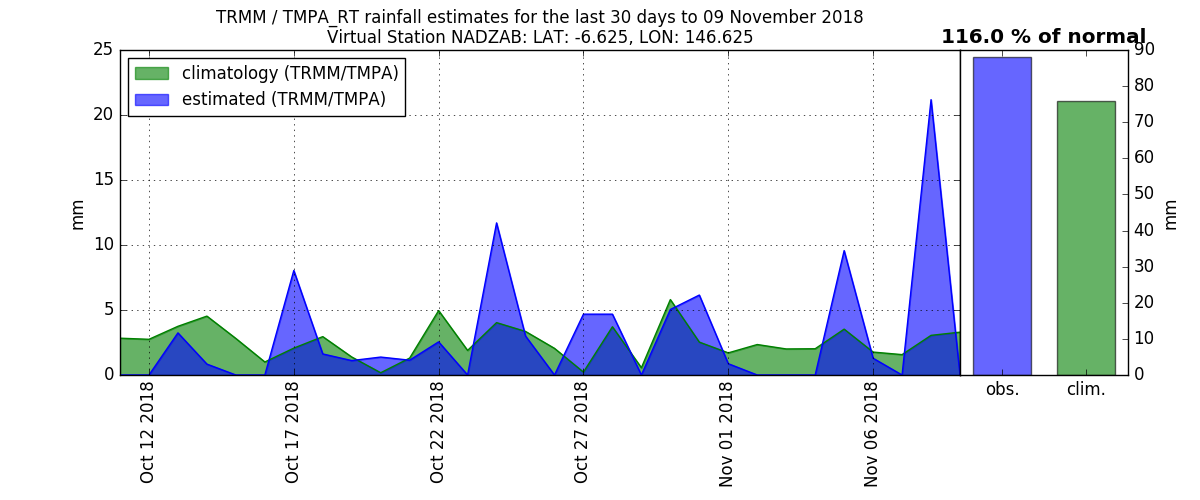 TRMM / TMPA_RT rainfall estimates for the last 30 days to 09 November 2018
Virtual Station NADZAB: LAT: -6.625, LON: 146.625
116.0 % of normal
climatology (TRMM/TMPA)
estimated (TRMM/TMPA)
25
20
15
10
5
0
mm
Oct 12 2018
Oct 17 2018
Oct 22 2018
Oct 27 2018
Nov 01 2018
Nov 06 2018
90
80
70
60
50
40
30
20
10
0
mm
obs.
clim.